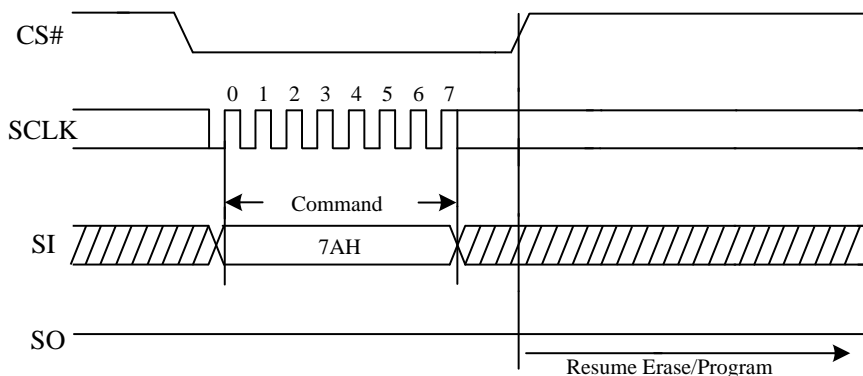 CS#
0 1 2 3 4 5 6 7
SCLK
Command
SI
7AH
SO
Resume Erase/Program